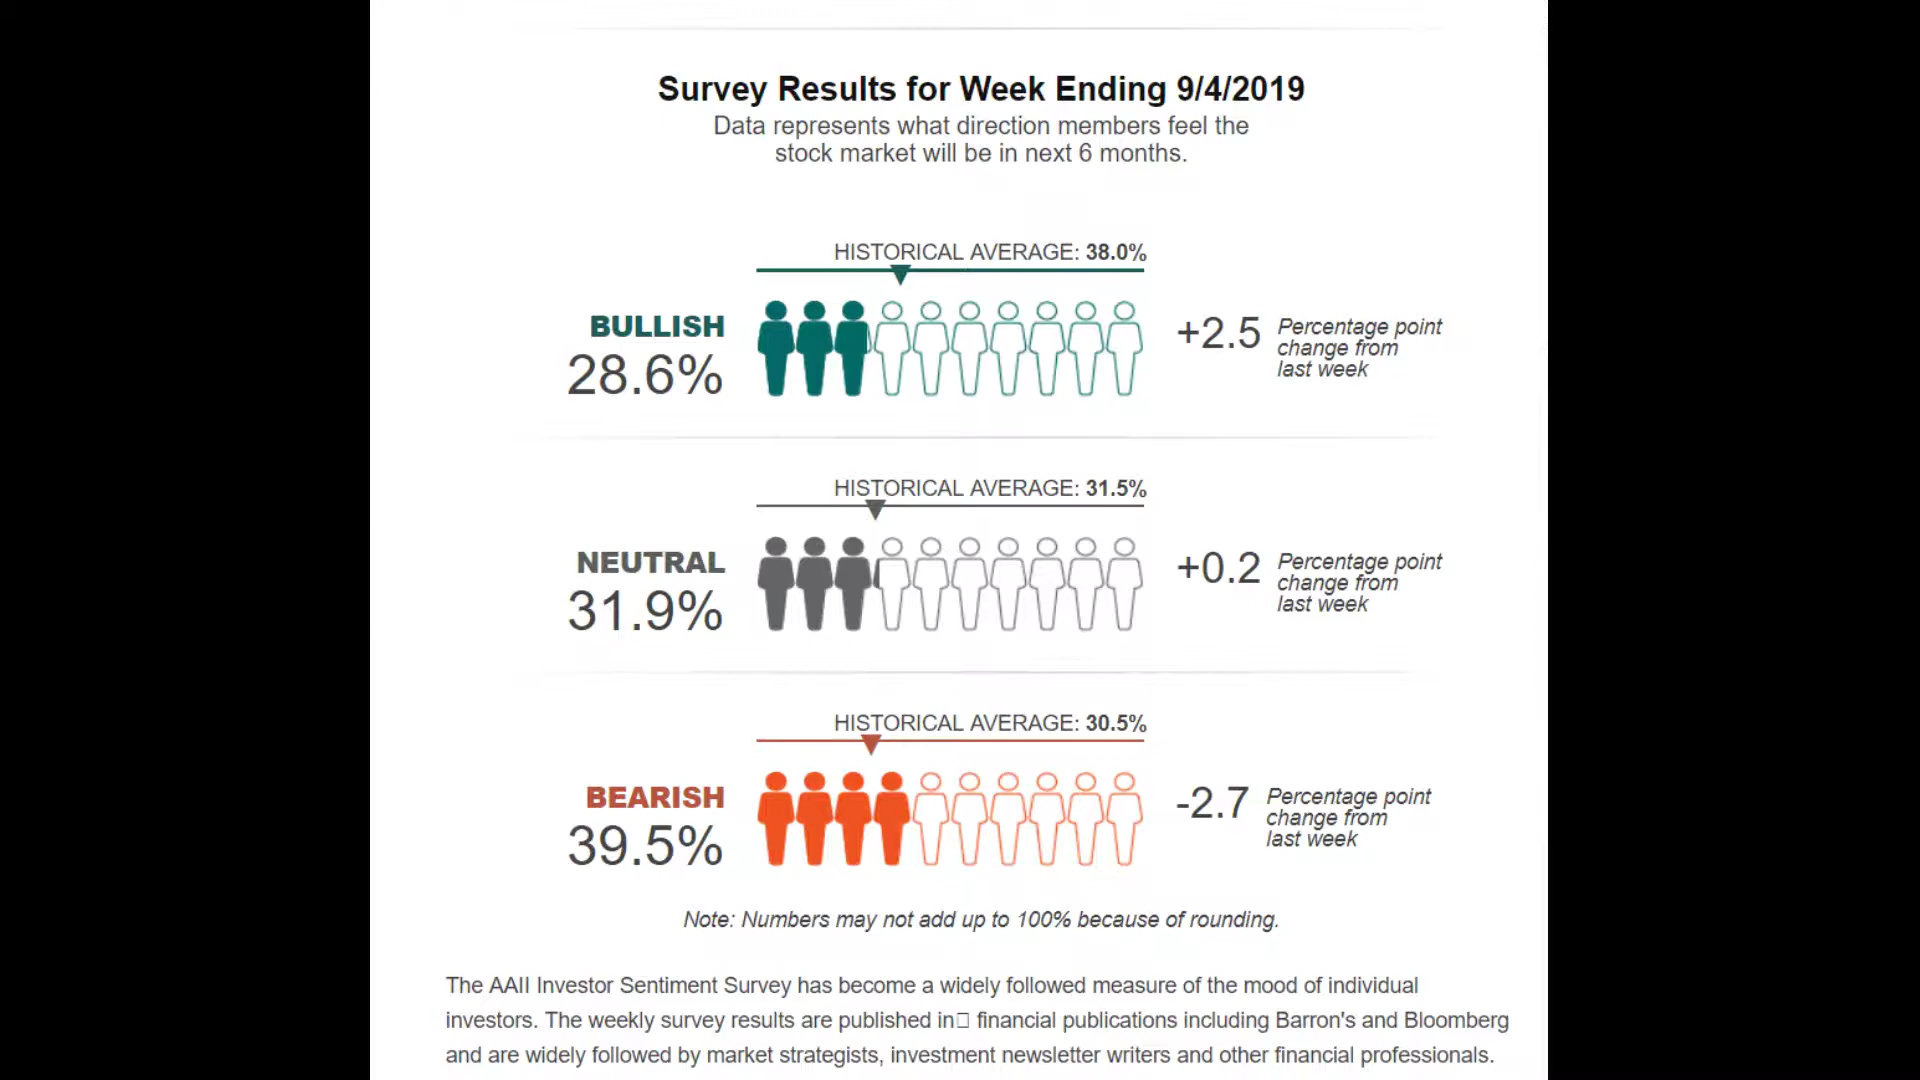 Survey Results for Week Ending 9/4/2019
Data represents what direction members feel the
stock market will be in next 6 months.
HISTORICAL AVERAGE: 38.0%
BULLISH
28.6%
+2.5
Percentage point
change from
last week
HISTORICAL AVERAGE: 31.5%
NEUTRAL
31.9%
+0.2
Percentage point
change from
last week
HISTORICAL AVERAGE: 30.5%
BEARISH
39.5%
-2.7
Percentage point
change from
last week
Note: Numbers may not add up to 100% because of rounding.
The AAII Investor Sentiment Survey has become a widely followed measure of the mood of individual
investors. The weekly survey results are published in□ financial publications including Barron's and Bloomberg
and are widely followed by market strategists, investment newsletter writers and other financial professionals.